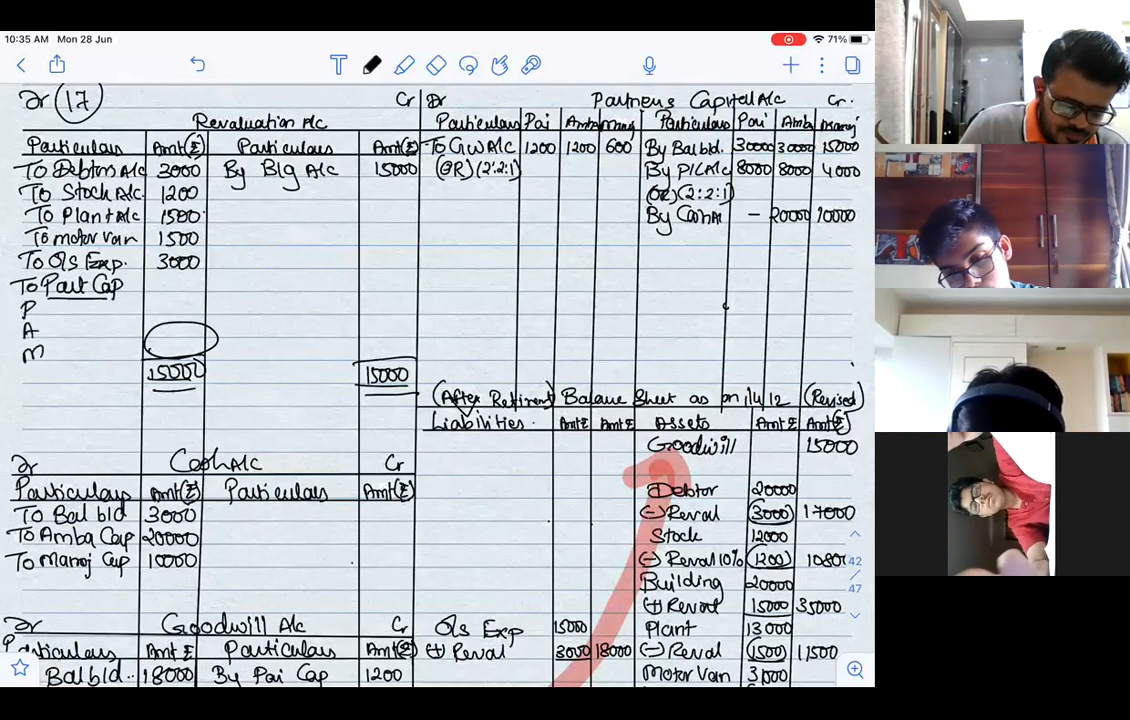 10:35 AM Mon 28 Jun
71%
Q (17)
Cr
Revaluation A/c
Particulars Amt(₹) Particulars Amt(₹)
To Debtors A/c 3000 By Blg A/c 15000
To Stock A/c. 1200
To Plant A/c 1500
To motor van 1500
To O/s Exp. 3000
To Part Cap
P
A
M
15000 15000
Dr Partners Capital A/c Cr.
Particulars Pai Amba Manoj Particulars Pai Amba Manoj
To G/W A/c 1200 1200 600 By Bal b/d. 30000 30000 15000
(OR) (2:2:1) By P/L A/c 8000 8000 4000
(OR) (2:2:1)
By Cash A/c — 20000 10000
Dr Cash A/c Cr
Particulars Amt(₹) Particulars Amt(₹)
To Bal b/d 3000
To Amba Cap 20000
To Manoj Cap 10000
(After Retirement) Balance Sheet as on 1/4/12 (Revised)
Liabilities. Amt ₹ Amt ₹ Assets Amt ₹ Amt(₹)
Goodwill 15000
Debtor 20000
(-) Reval (3000) 17000
Stock 12000
(-) Reval 10% (1200) 1080
Building 20000
(+) Reval 15000 35000
O/s Exp 15000 Plant 13000
(+) Reval 3000 18000 (-) Reval (1500) 11500
Motor Van
Dr Goodwill A/c Cr
Particulars Amt ₹ Particulars Amt(₹)
Bal b/d.. 18000 By Pai Cap 1200
42
/
47